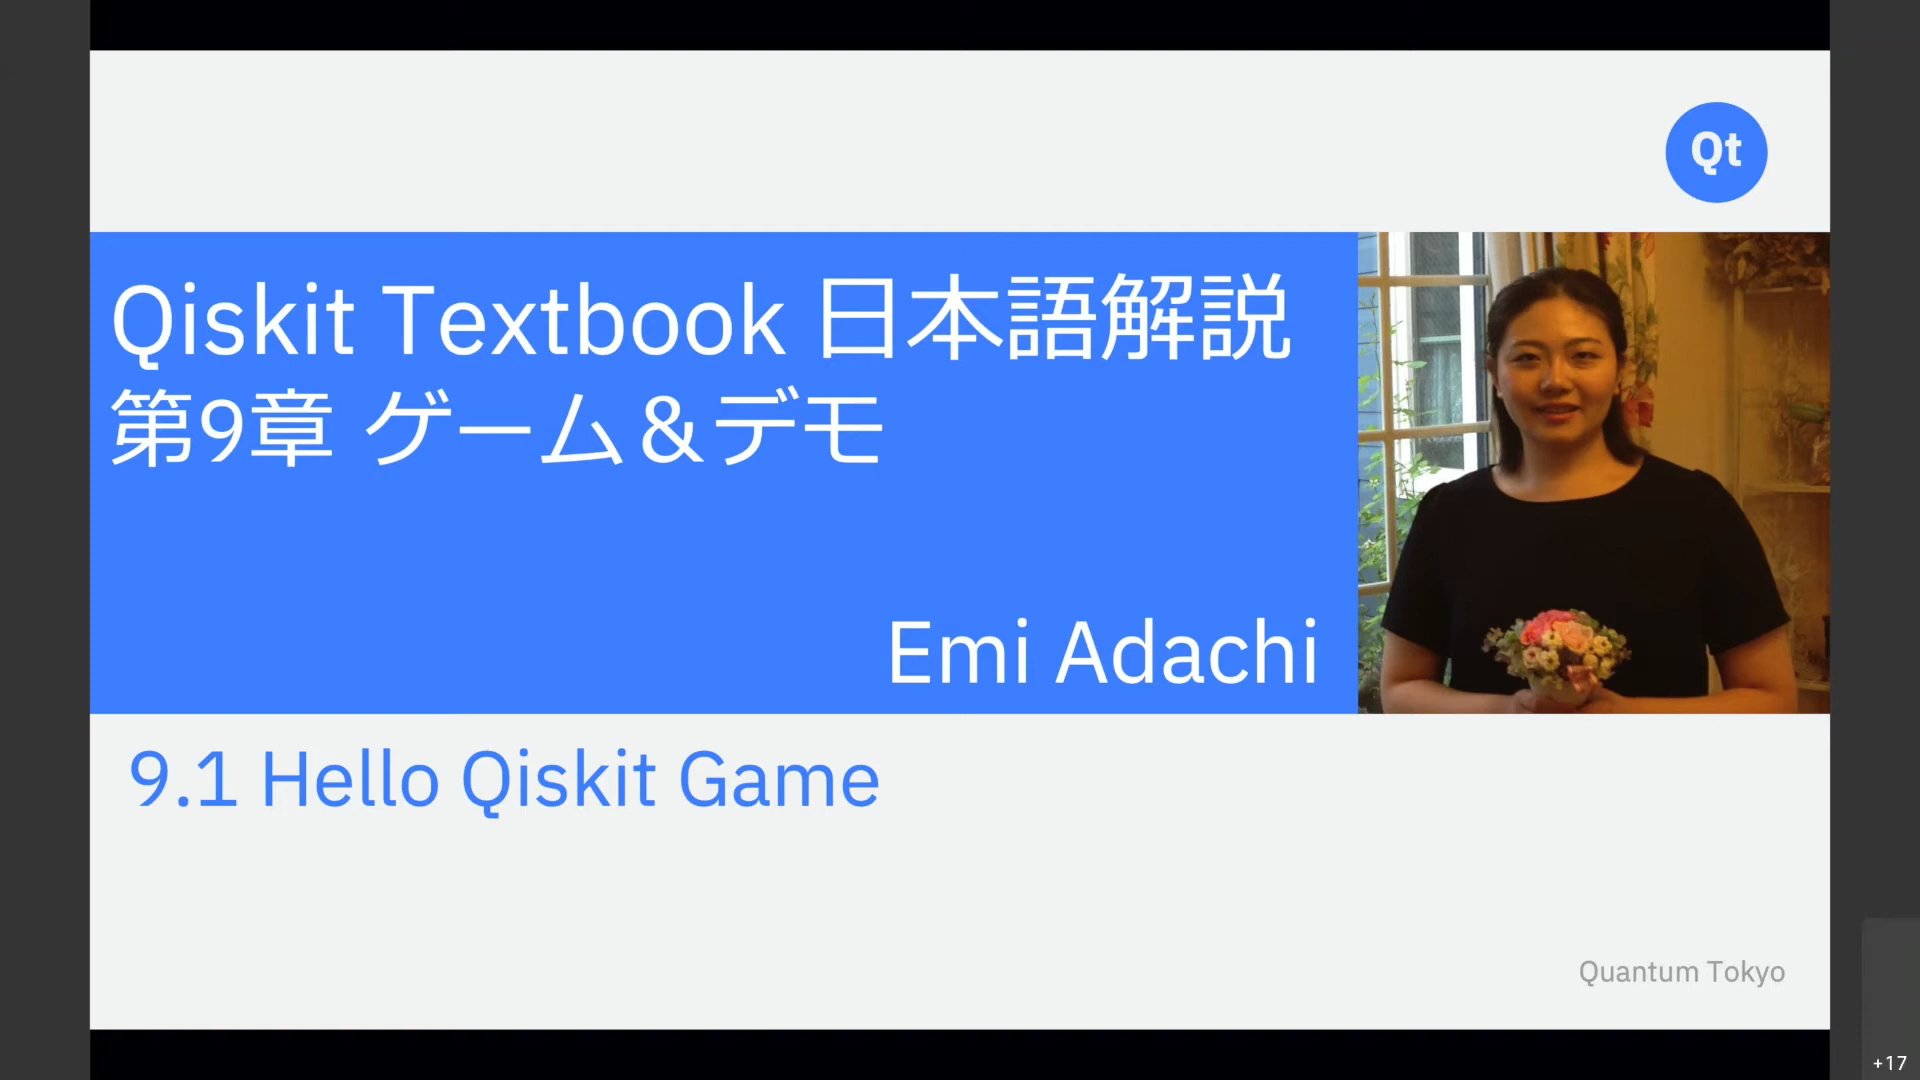 Qt
Qiskit Textbook 日本語解説
第9章 ゲーム＆デモ
Emi Adachi
9.1 Hello Qiskit Game
Quantum Tokyo
+17